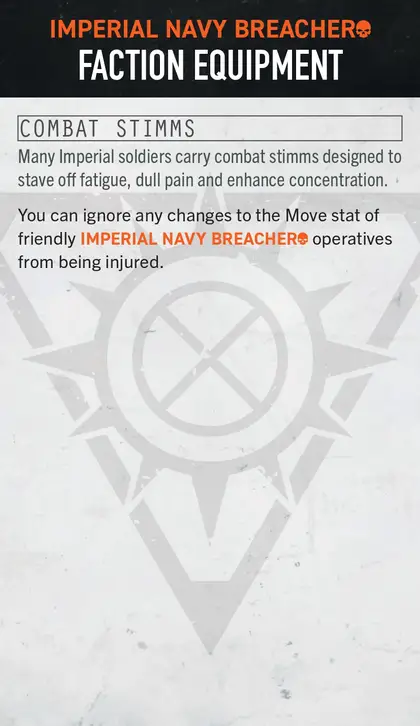 IMPERIAL NAVY BREACHER
FACTION EQUIPMENT
COMBAT STIMMS
Many Imperial soldiers carry combat stimms designed to
stave off fatigue, dull pain and enhance concentration.
You can ignore any changes to the Move stat of
friendly IMPERIAL NAVY BREACHER operatives
from being injured.